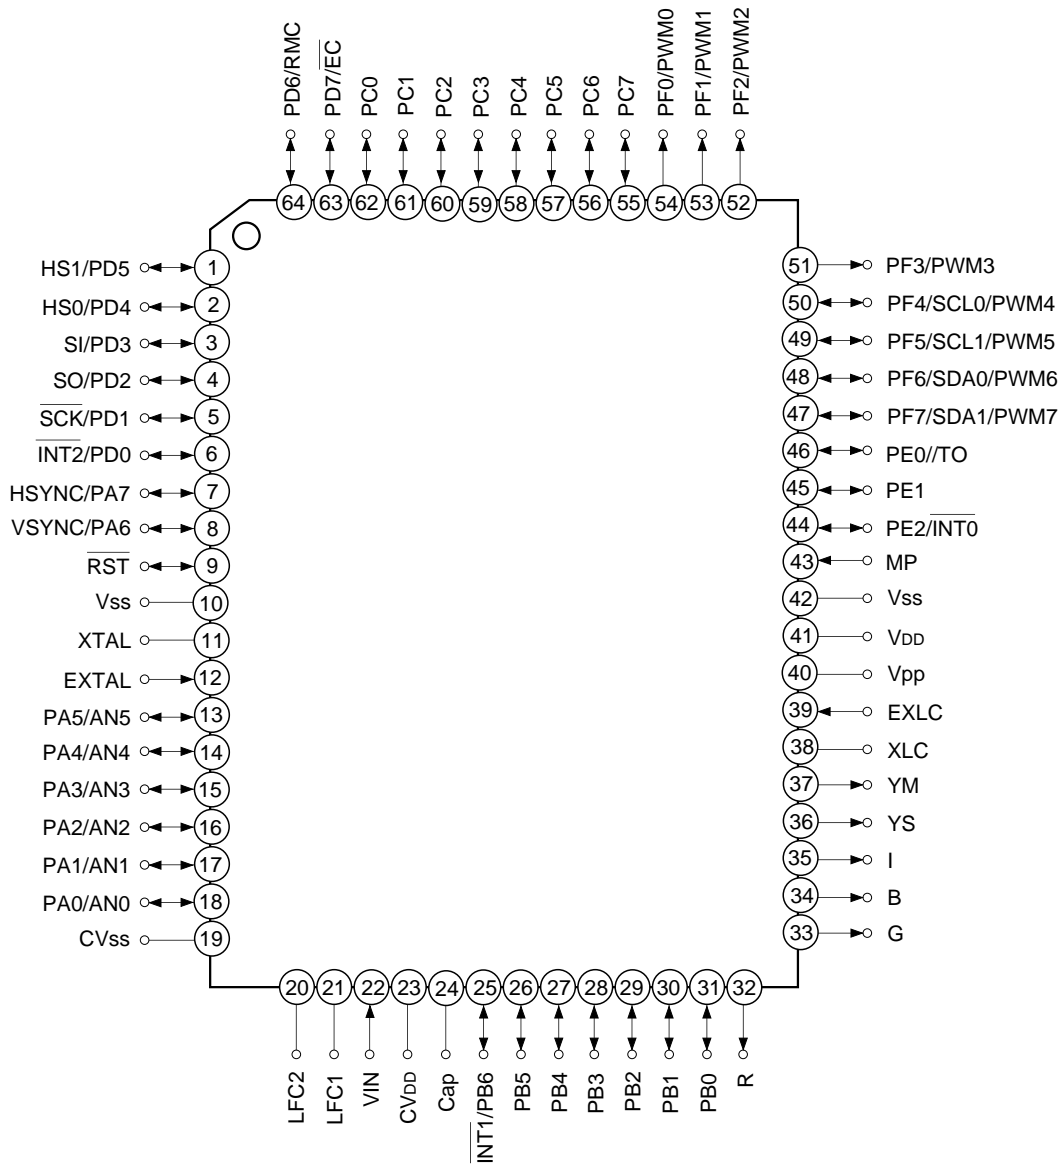 PD6/RMC
PD7/EC
PC0
PC1
PC2
PC3
PC4
PC5
PC6
PC7
PF0/PWM0
PF1/PWM1
PF2/PWM2
64 63 62 61 60 59 58 57 56 55 54 53 52
HS1/PD5 1
HS0/PD4 2
SI/PD3 3
SO/PD2 4
SCK/PD1 5
INT2/PD0 6
HSYNC/PA7 7
VSYNC/PA6 8
RST 9
Vss 10
XTAL 11
EXTAL 12
PA5/AN5 13
PA4/AN4 14
PA3/AN3 15
PA2/AN2 16
PA1/AN1 17
PA0/AN0 18
CVss 19
51 PF3/PWM3
50 PF4/SCL0/PWM4
49 PF5/SCL1/PWM5
48 PF6/SDA0/PWM6
47 PF7/SDA1/PWM7
46 PE0//TO
45 PE1
44 PE2/INT0
43 MP
42 Vss
41 VDD
40 Vpp
39 EXLC
38 XLC
37 YM
36 YS
35 I
34 B
33 G
20 21 22 23 24 25 26 27 28 29 30 31 32
LFC2
LFC1
VIN
CVDD
Cap
INT1/PB6
PB5
PB4
PB3
PB2
PB1
PB0
R